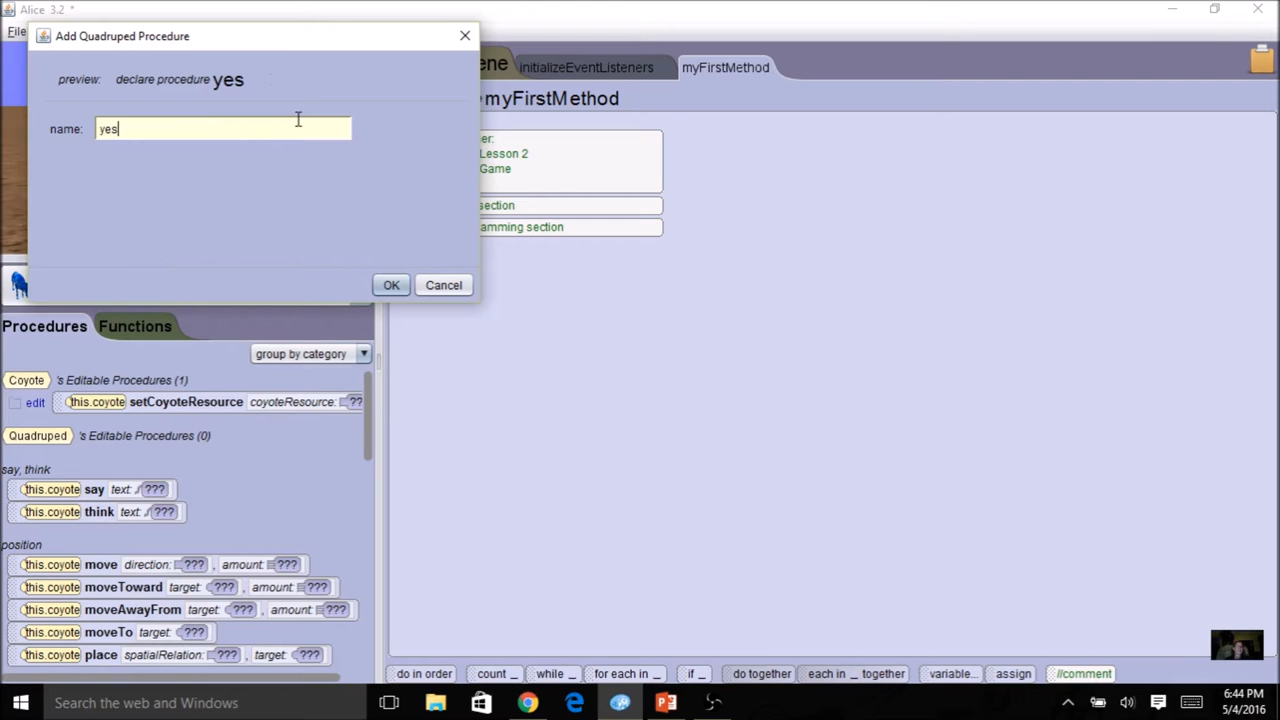 Alice 3.2 *
File
Add Quadruped Procedure
preview: declare procedure yes
name: yes
OK Cancel
ene initializeEventListeners myFirstMethod
myFirstMethod
er:
Lesson 2
Game
section
amming section
Procedures Functions
group by category
Coyote 's Editable Procedures (1)
edit this.coyote setCoyoteResource coyoteResource: ??
Quadruped 's Editable Procedures (0)
say, think
this.coyote say text: ???
this.coyote think text: ???
position
this.coyote move direction: ??? , amount: ???
this.coyote moveToward target: ??? , amount: ???
this.coyote moveAwayFrom target: ??? , amount: ???
this.coyote moveTo target: ???
this.coyote place spatialRelation: ??? , target: ???
do in order count _ while _ for each in _ if _ do together each in _ together variable... assign //comment
Search the web and Windows
6:44 PM
5/4/2016